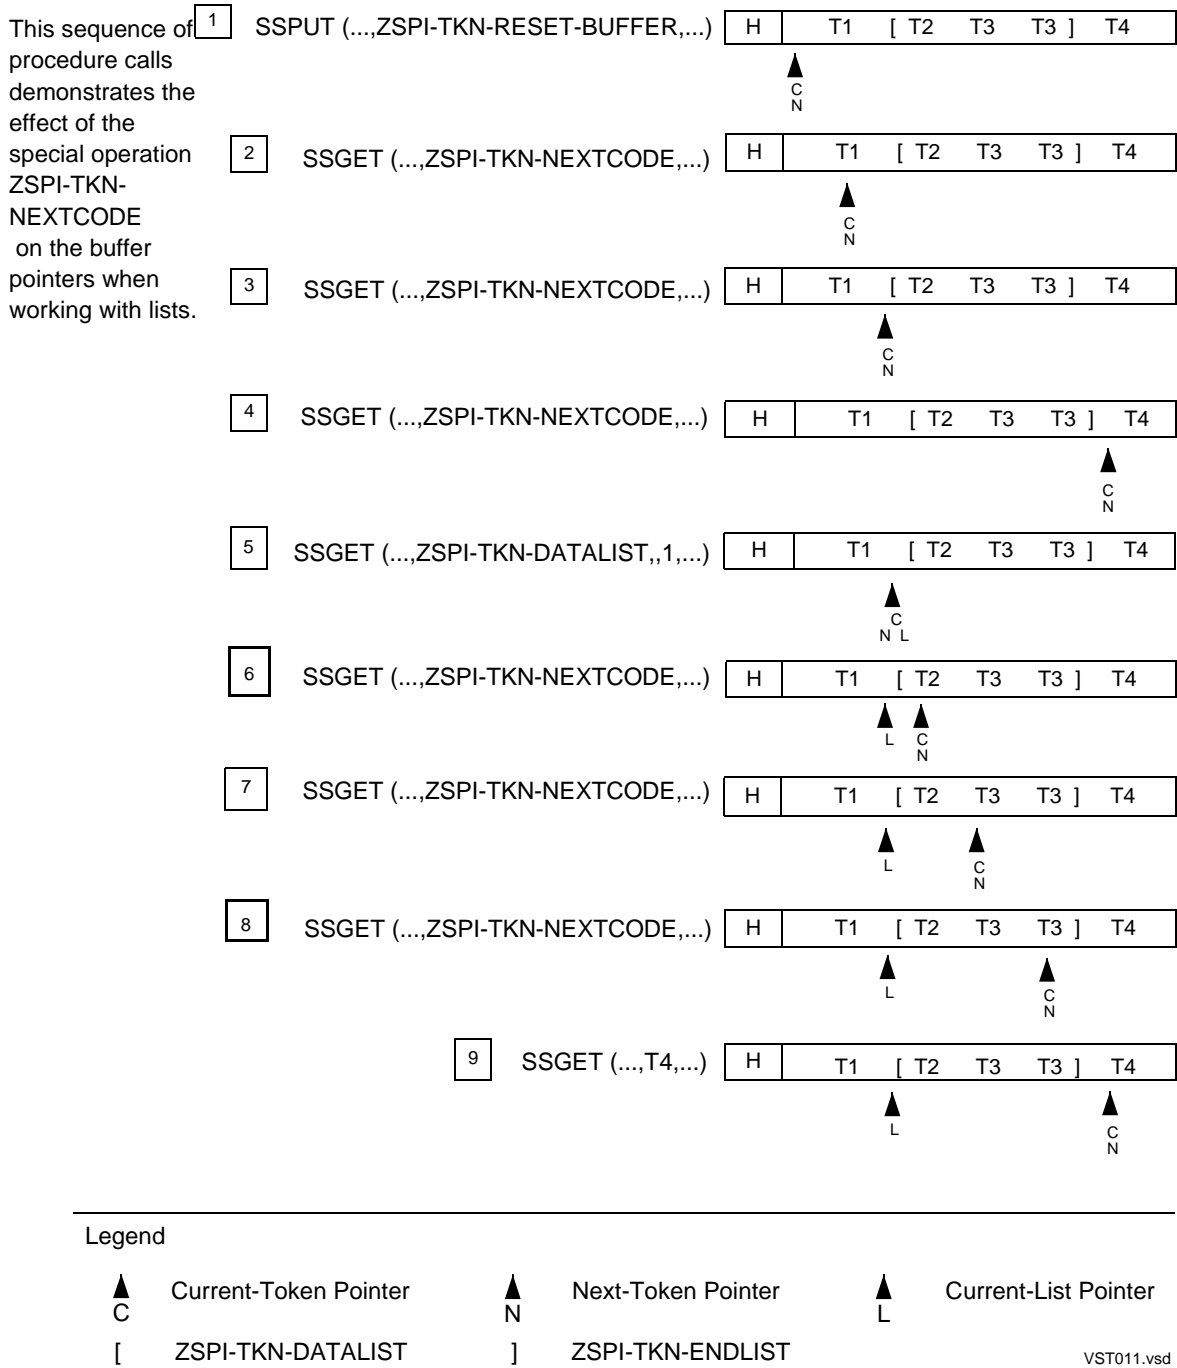 This sequence of
procedure calls
demonstrates the
effect of the
special operation
ZSPI-TKN-
NEXTCODE
on the buffer
pointers when
working with lists.
1 SSPUT (...,ZSPI-TKN-RESET-BUFFER,...) H T1 [ T2 T3 T3 ] T4
C
N
2 SSGET (...,ZSPI-TKN-NEXTCODE,...) H T1 [ T2 T3 T3 ] T4
C
N
3 SSGET (...,ZSPI-TKN-NEXTCODE,...) H T1 [ T2 T3 T3 ] T4
C
N
4 SSGET (...,ZSPI-TKN-NEXTCODE,...) H T1 [ T2 T3 T3 ] T4
C
N
5 SSGET (...,ZSPI-TKN-DATALIST,,1,...) H T1 [ T2 T3 T3 ] T4
C
N L
6 SSGET (...,ZSPI-TKN-NEXTCODE,...) H T1 [ T2 T3 T3 ] T4
L C
N
7 SSGET (...,ZSPI-TKN-NEXTCODE,...) H T1 [ T2 T3 T3 ] T4
L C
N
8 SSGET (...,ZSPI-TKN-NEXTCODE,...) H T1 [ T2 T3 T3 ] T4
L C
N
9 SSGET (...,T4,...) H T1 [ T2 T3 T3 ] T4
L C
N
Legend
C Current-Token Pointer N Next-Token Pointer L Current-List Pointer
[ ZSPI-TKN-DATALIST ] ZSPI-TKN-ENDLIST
VST011.vsd